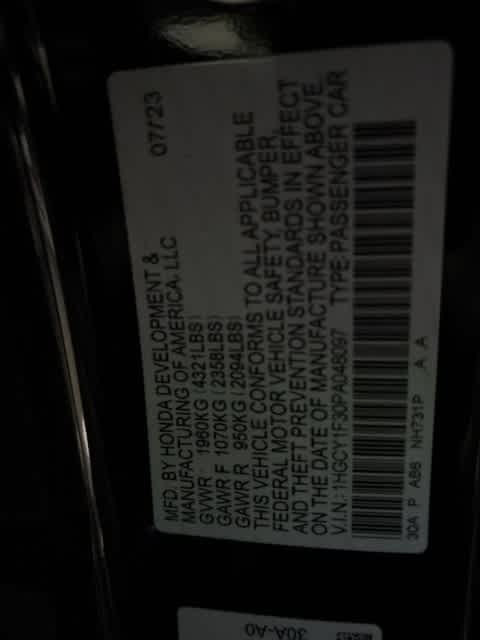 MFD. BY HONDA DEVELOPMENT & 07/23
MANUFACTURING OF AMERICA, LLC
GVWR 1960KG (4321LBS)
GAWR F 1070KG (2358LBS)
GAWR R 950KG (2094LBS)
THIS VEHICLE CONFORMS TO ALL APPLICABLE
FEDERAL MOTOR VEHICLE SAFETY, BUMPER,
AND THEFT PREVENTION STANDARDS IN EFFECT
ON THE DATE OF MANUFACTURE SHOWN ABOVE.
V.I.N.: 1HGCY1F30PA048097 TYPE:PASSENGER CAR
30A P AB6 NH731P A A
30A-A0